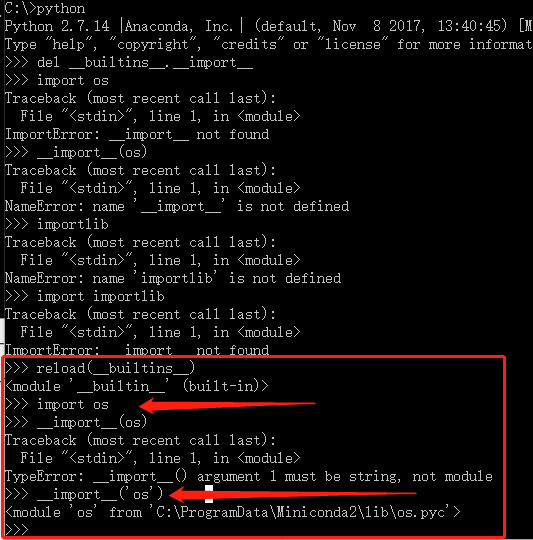 C:\>python
Python 2.7.14 |Anaconda, Inc.| (default, Nov  8 2017, 13:40:45) [M
Type "help", "copyright", "credits" or "license" for more informat
>>> del __builtins__.__import__
>>> import os
Traceback (most recent call last):
  File "<stdin>", line 1, in <module>
ImportError: __import__ not found
>>> __import__(os)
Traceback (most recent call last):
  File "<stdin>", line 1, in <module>
NameError: name '__import__' is not defined
>>> importlib
Traceback (most recent call last):
  File "<stdin>", line 1, in <module>
NameError: name 'importlib' is not defined
>>> import importlib
Traceback (most recent call last):
  File "<stdin>", line 1, in <module>
ImportError: __import__ not found
>>> reload(__builtins__)
<module '__builtin__' (built-in)>
>>> import os
>>> __import__(os)
Traceback (most recent call last):
  File "<stdin>", line 1, in <module>
TypeError: __import__() argument 1 must be string, not module
>>> __import__('os')
<module 'os' from 'C:\ProgramData\Miniconda2\lib\os.pyc'>
>>>